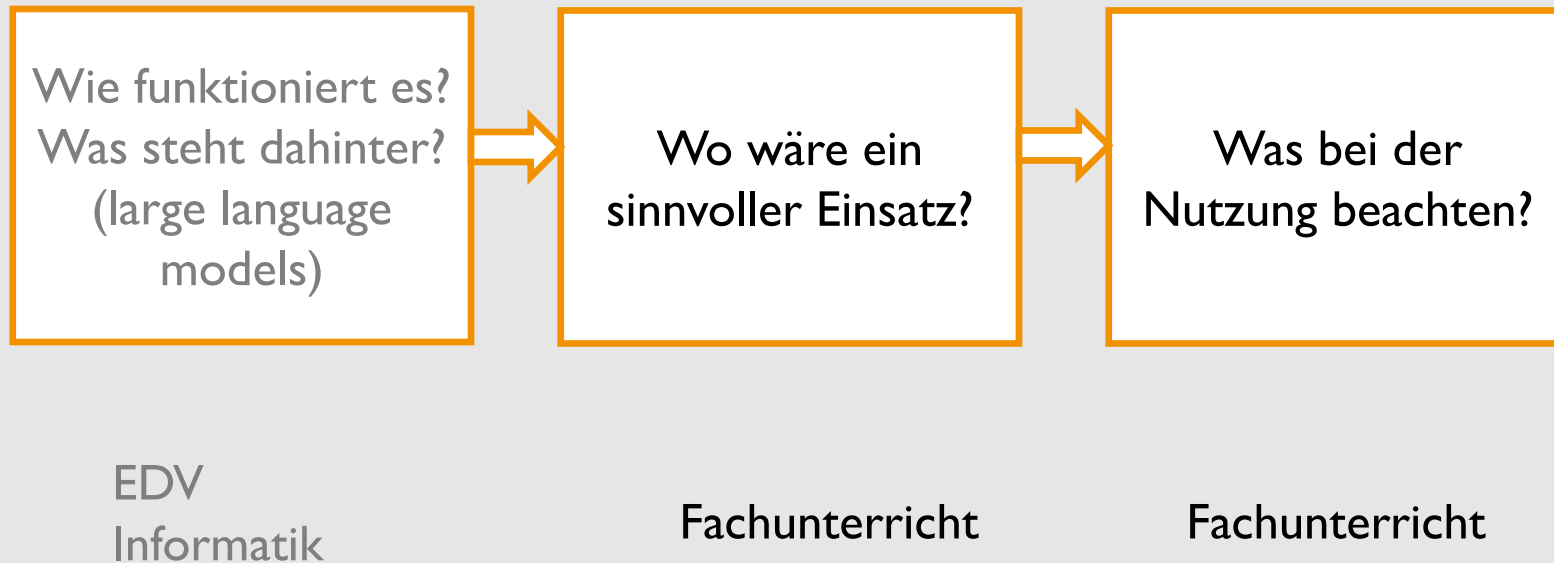 Wie funktioniert es?
Was steht dahinter?
(large language
models)
Wo wäre ein
sinnvoller Einsatz?
Was bei der
Nutzung beachten?
EDV
Informatik
Fachunterricht
Fachunterricht